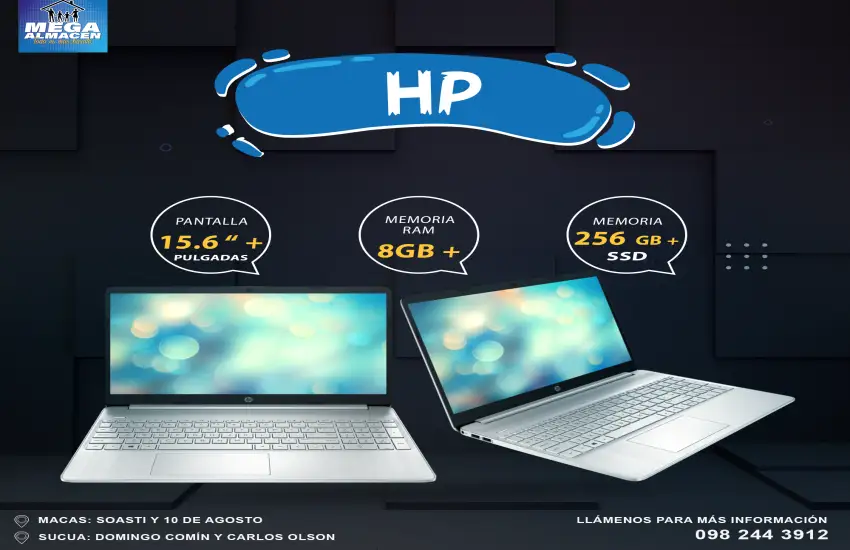 MEGA
ALMACEN
HP
PANTALLA
15.6 “ +
PULGADAS
MEMORIA
RAM
8GB +
MEMORIA
256 GB +
SSD
MACAS: SOASTI Y 10 DE AGOSTO
SUCUA: DOMINGO COMÍN Y CARLOS OLSON
LLÁMENOS PARA MÁS INFORMACIÓN
098 244 3912